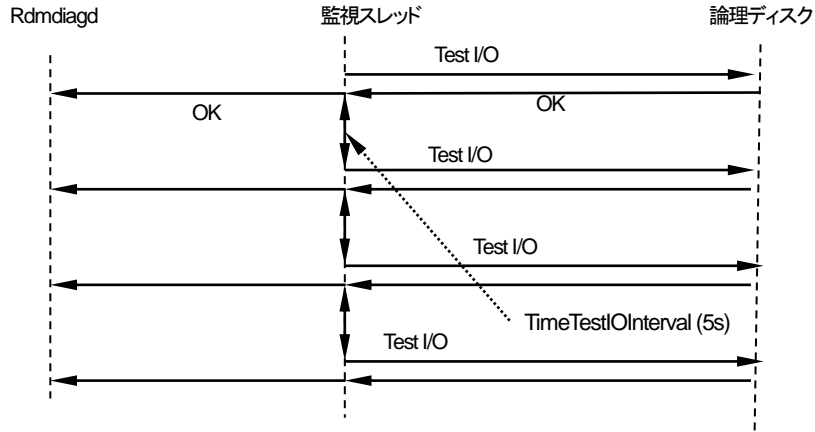 Rdmdiagd
監視スレッド
論理ディスク
Test I/O
OK
OK
Test I/O
Test I/O
TimeTestIOInterval (5s)
Test I/O